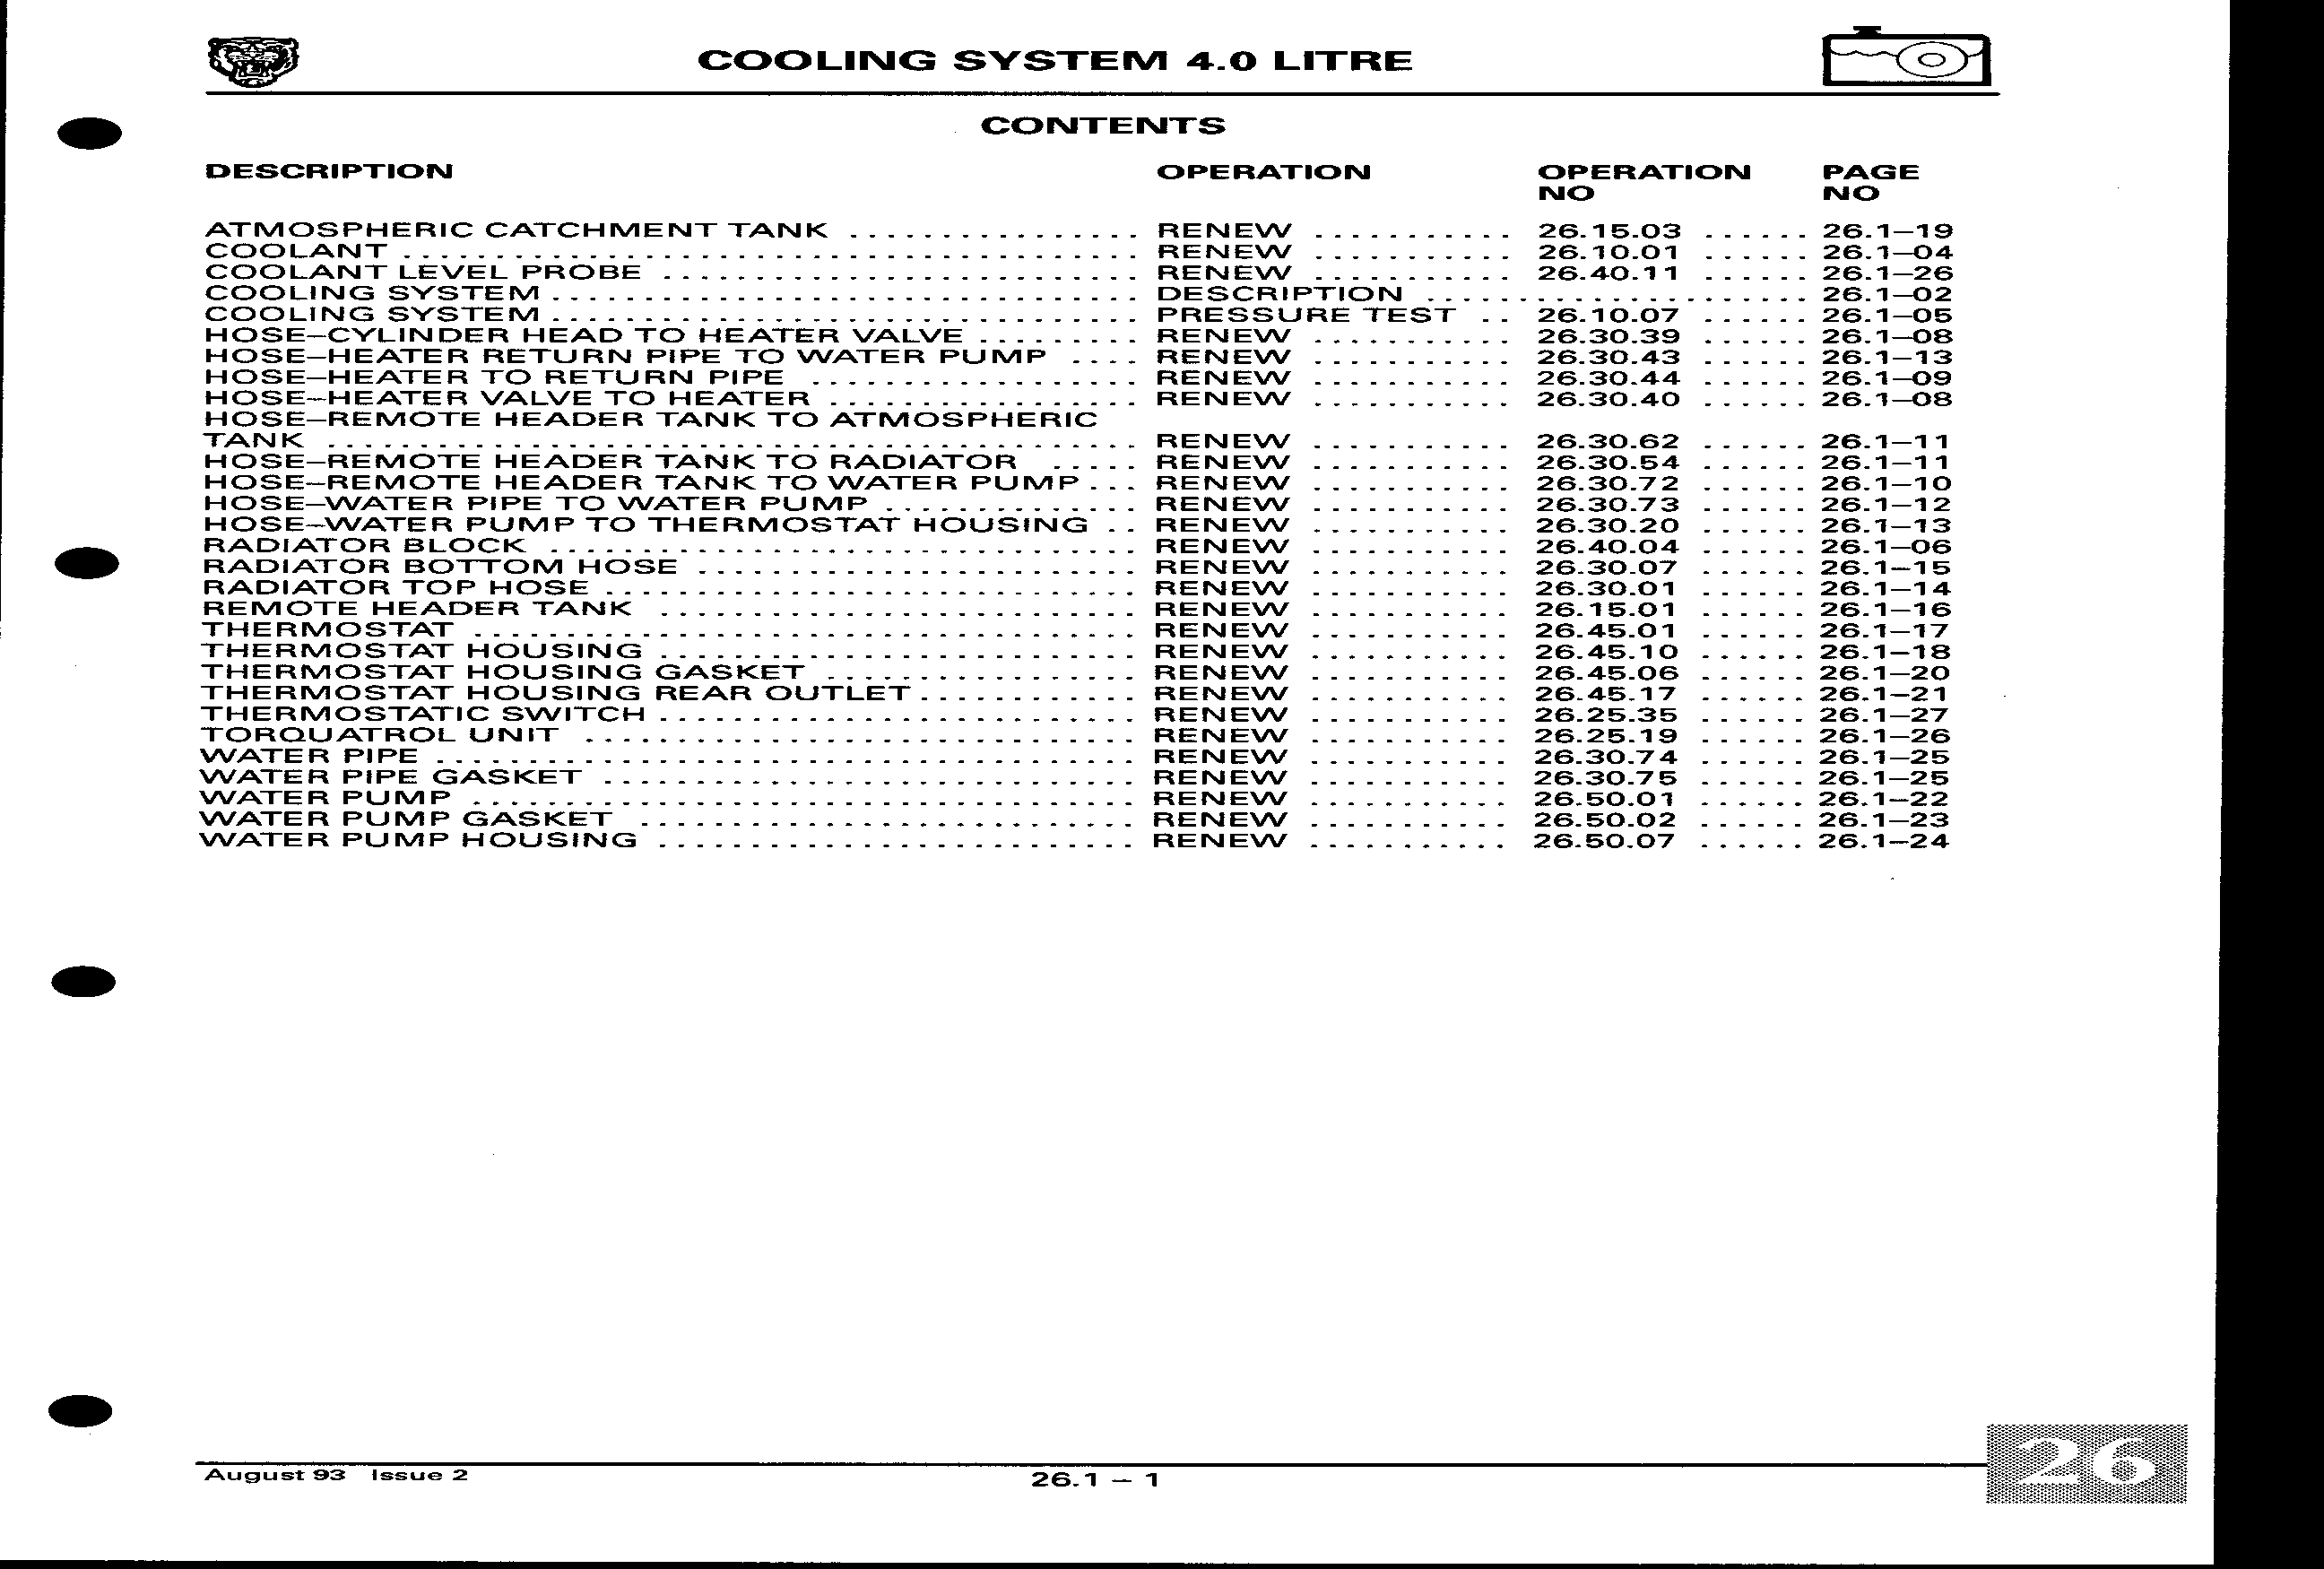 COOLING SYSTEM 4.0 LITRE
CONTENTS
DESCRIPTION OPERATION OPERATION NO PAGE NO
ATMOSPHERIC CATCHMENT TANK ................ RENEW ........... 26.15.03 ...... 26.1–19
COOLANT ........................................ RENEW ........... 26.10.01 ...... 26.1–04
COOLANT LEVEL PROBE .......................... RENEW ........... 26.40.11 ...... 26.1–26
COOLING SYSTEM ................................ DESCRIPTION ..................... 26.1–02
COOLING SYSTEM ................................ PRESSURE TEST .. 26.10.07 ...... 26.1–05
HOSE–CYLINDER HEAD TO HEATER VALVE ......... RENEW ........... 26.30.39 ...... 26.1–08
HOSE–HEATER RETURN PIPE TO WATER PUMP .... RENEW ........... 26.30.43 ...... 26.1–13
HOSE–HEATER TO RETURN PIPE .................. RENEW ........... 26.30.44 ...... 26.1–09
HOSE–HEATER VALVE TO HEATER ................. RENEW ........... 26.30.40 ...... 26.1–08
HOSE–REMOTE HEADER TANK TO ATMOSPHERIC
TANK ............................................ RENEW ........... 26.30.62 ...... 26.1–11
HOSE–REMOTE HEADER TANK TO RADIATOR ..... RENEW ........... 26.30.54 ...... 26.1–11
HOSE–REMOTE HEADER TANK TO WATER PUMP ... RENEW ........... 26.30.72 ...... 26.1–10
HOSE–WATER PIPE TO WATER PUMP .............. RENEW ........... 26.30.73 ...... 26.1–12
HOSE–WATER PUMP TO THERMOSTAT HOUSING .. RENEW ........... 26.30.20 ...... 26.1–13
RADIATOR BLOCK ................................ RENEW ........... 26.40.04 ...... 26.1–06
RADIATOR BOTTOM HOSE ........................ RENEW ........... 26.30.07 ...... 26.1–15
RADIATOR TOP HOSE ............................. RENEW ........... 26.30.01 ...... 26.1–14
REMOTE HEADER TANK .......................... RENEW ........... 26.15.01 ...... 26.1–16
THERMOSTAT .................................... RENEW ........... 26.45.01 ...... 26.1–17
THERMOSTAT HOUSING .......................... RENEW ........... 26.45.10 ...... 26.1–18
THERMOSTAT HOUSING GASKET ................. RENEW ........... 26.45.06 ...... 26.1–20
THERMOSTAT HOUSING REAR OUTLET ............ RENEW ........... 26.45.17 ...... 26.1–21
THERMOSTATIC SWITCH .......................... RENEW ........... 26.25.35 ...... 26.1–27
TORQUATROL UNIT .............................. RENEW ........... 26.25.19 ...... 26.1–26
WATER PIPE ...................................... RENEW ........... 26.30.74 ...... 26.1–25
WATER PIPE GASKET ............................. RENEW ........... 26.30.75 ...... 26.1–25
WATER PUMP .................................... RENEW ........... 26.50.01 ...... 26.1–22
WATER PUMP GASKET ........................... RENEW ........... 26.50.02 ...... 26.1–23
WATER PUMP HOUSING .......................... RENEW ........... 26.50.07 ...... 26.1–24
August 93 Issue 2
26.1 – 1
26